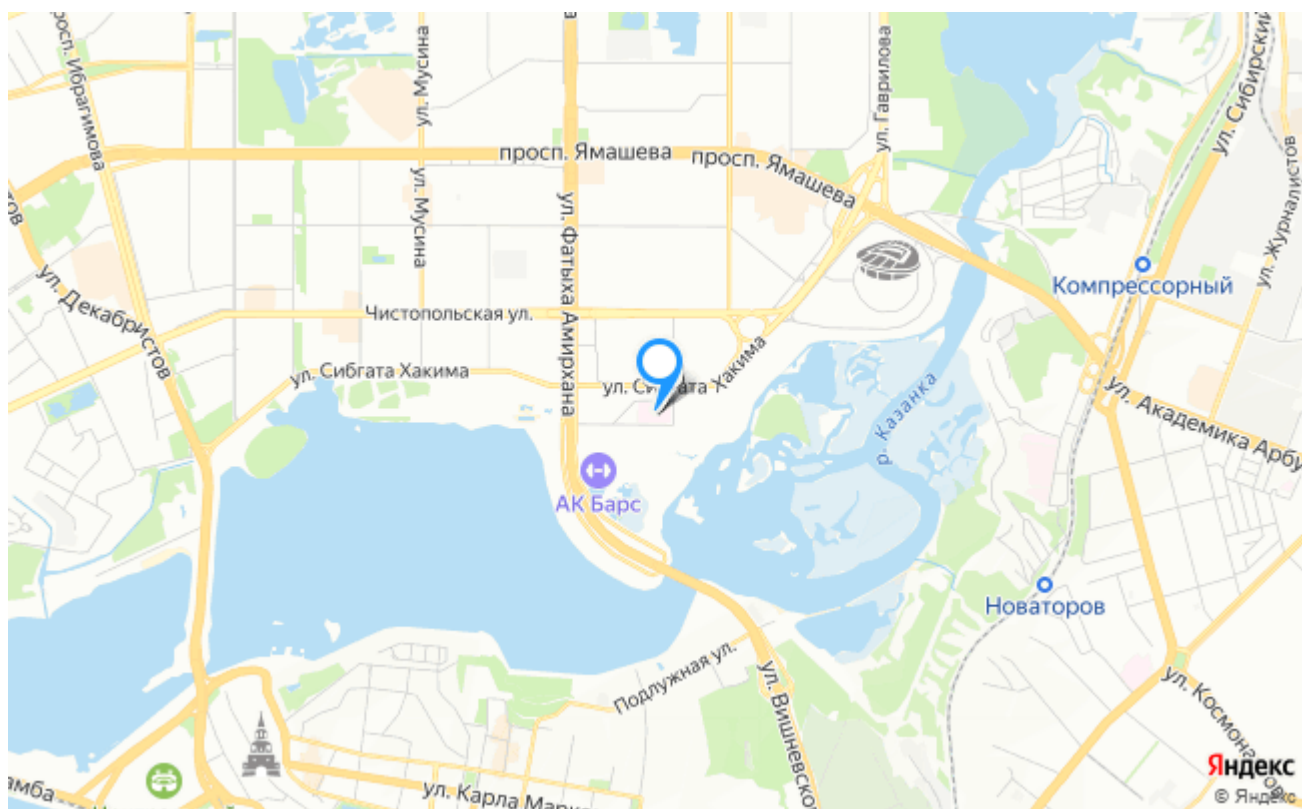 просп. Ибрагимова
ул. Мусина
ул. Гаврилова
ул. Сибирский
просп. Ямашева
просп. Ямашева
ул. Журналистов
ул. Мусина
ул. Фатыха Амирхана
Компрессорный
ул. Декабристов
Чистопольская ул.
ул. Сибгата Хакима
ул. Сибгата Хакима
р. Казанка
ул. Академика Арбу
АК Барс
Новаторов
Подлужная ул.
ул. Вишневско
ул. Космона
ул. Карла Маркс
амба
Яндекс
© Яндекс